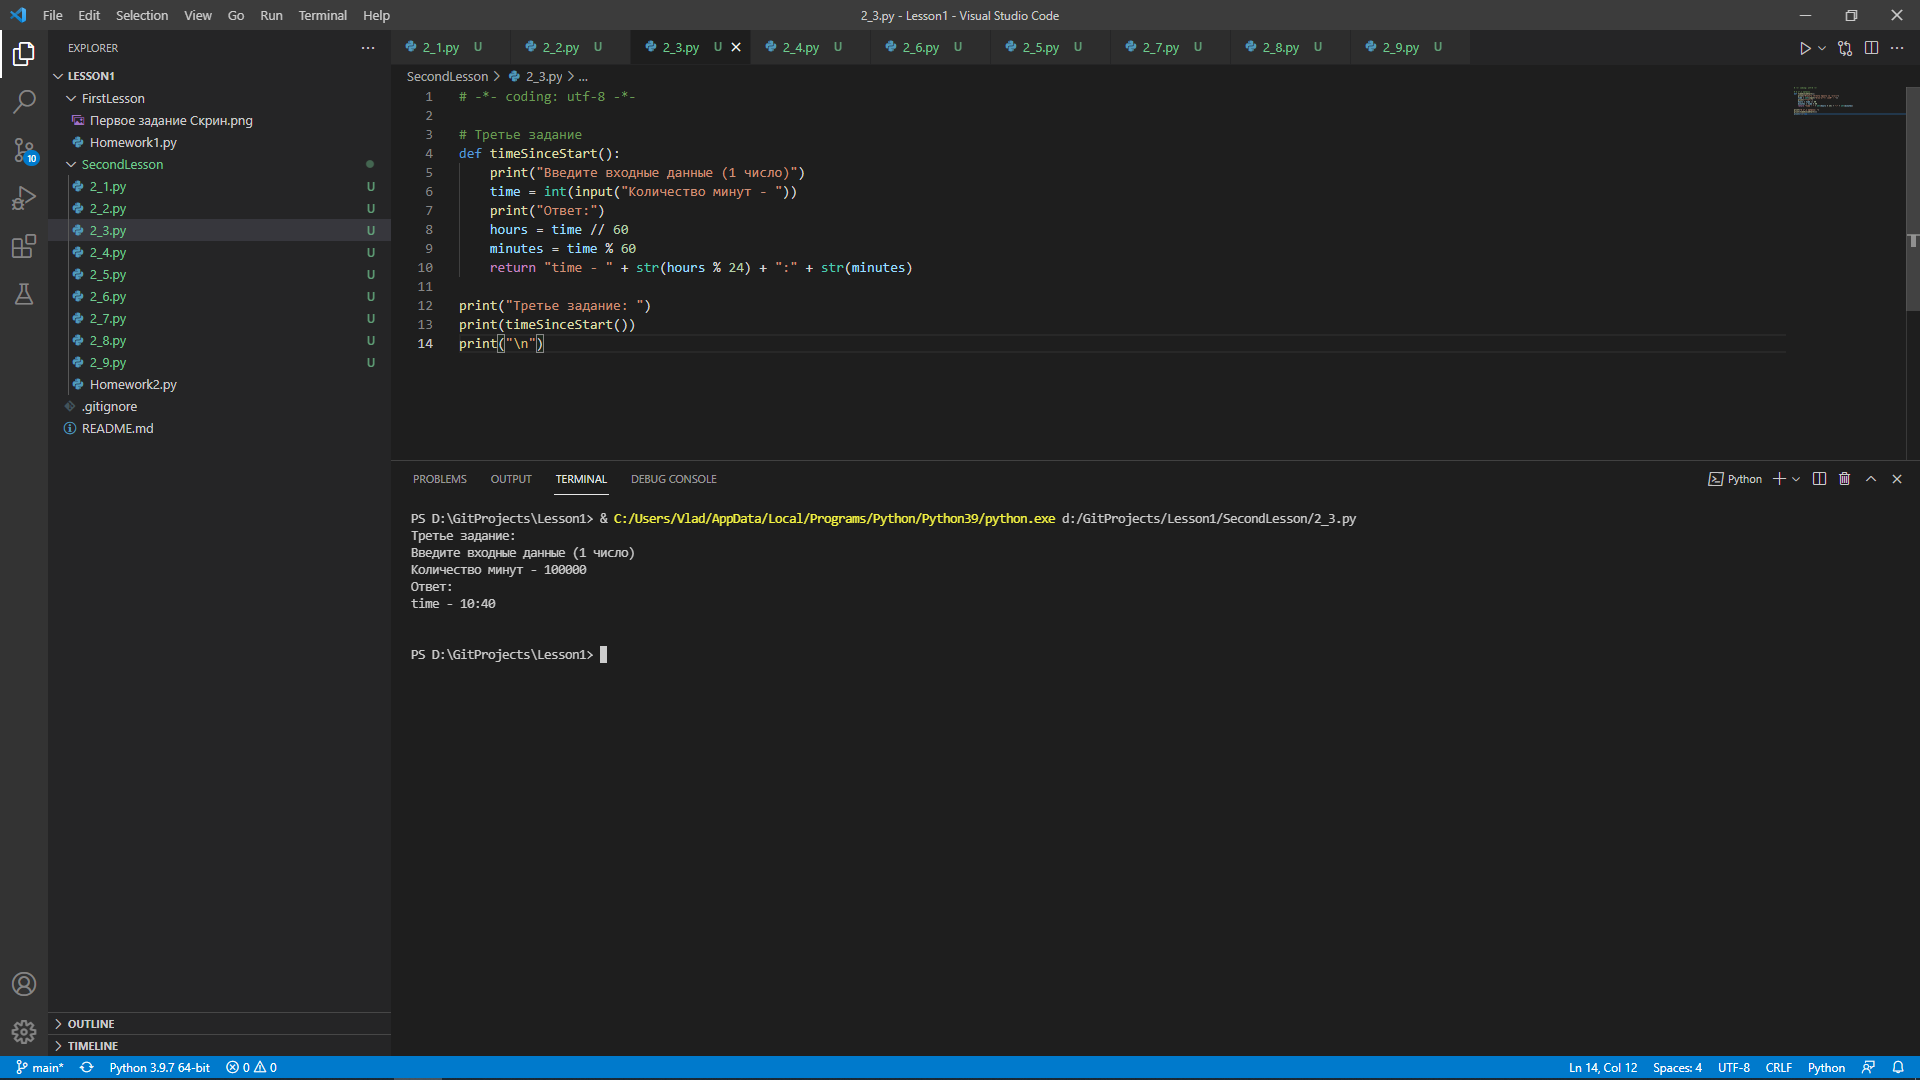 File Edit Selection View Go Run Terminal Help
2_3.py - Lesson1 - Visual Studio Code
EXPLORER
LESSON1
FirstLesson
Первое задание Скрин.png
Homework1.py
SecondLesson
2_1.py U
2_2.py U
2_3.py U
2_4.py U
2_5.py U
2_6.py U
2_7.py U
2_8.py U
2_9.py U
Homework2.py
.gitignore
README.md
OUTLINE
TIMELINE
10
2_1.py U 2_2.py U 2_3.py U 2_4.py U 2_6.py U 2_5.py U 2_7.py U 2_8.py U 2_9.py U
SecondLesson > 2_3.py > ...
1 # -*- coding: utf-8 -*-
2
3 # Третье задание
4 def timeSinceStart():
5 print("Введите входные данные (1 число)")
6 time = int(input("Количество минут - "))
7 print("Ответ:")
8 hours = time // 60
9 minutes = time % 60
10 return "time - " + str(hours % 24) + ":" + str(minutes)
11
12 print("Третье задание: ")
13 print(timeSinceStart())
14 print("\n")
PROBLEMS OUTPUT TERMINAL DEBUG CONSOLE
Python
PS D:\GitProjects\Lesson1> & C:/Users/Vlad/AppData/Local/Programs/Python/Python39/python.exe d:/GitProjects/Lesson1/SecondLesson/2_3.py
Третье задание:
Введите входные данные (1 число)
Количество минут - 100000
Ответ:
time - 10:40
PS D:\GitProjects\Lesson1>
main* Python 3.9.7 64-bit 0 0
Ln 14, Col 12 Spaces: 4 UTF-8 CRLF Python